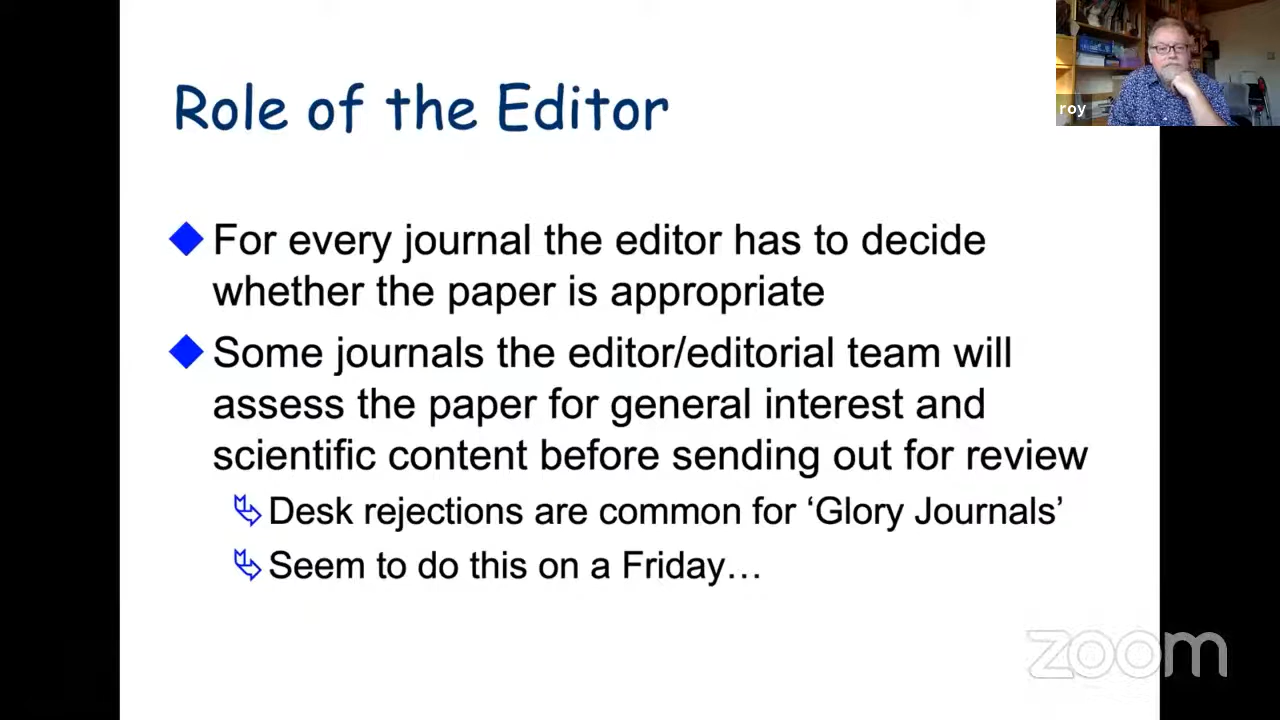 Role of the Editor
roy
For every journal the editor has to decide
whether the paper is appropriate
Some journals the editor/editorial team will
assess the paper for general interest and
scientific content before sending out for review
Desk rejections are common for ‘Glory Journals’
Seem to do this on a Friday…
zoom